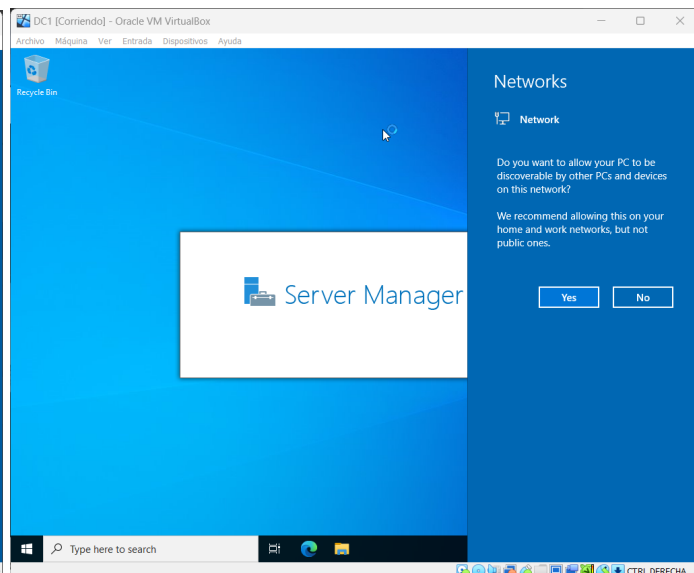 DC1 [Corriendo] - Oracle VM VirtualBox
Archivo Máquina Ver Entrada Dispositivos Ayuda
Recycle Bin
Server Manager
Networks
Network
Do you want to allow your PC to be
discoverable by other PCs and devices
on this network?
We recommend allowing this on your
home and work networks, but not
public ones.
Yes No
Type here to search
CTRL DERECHA